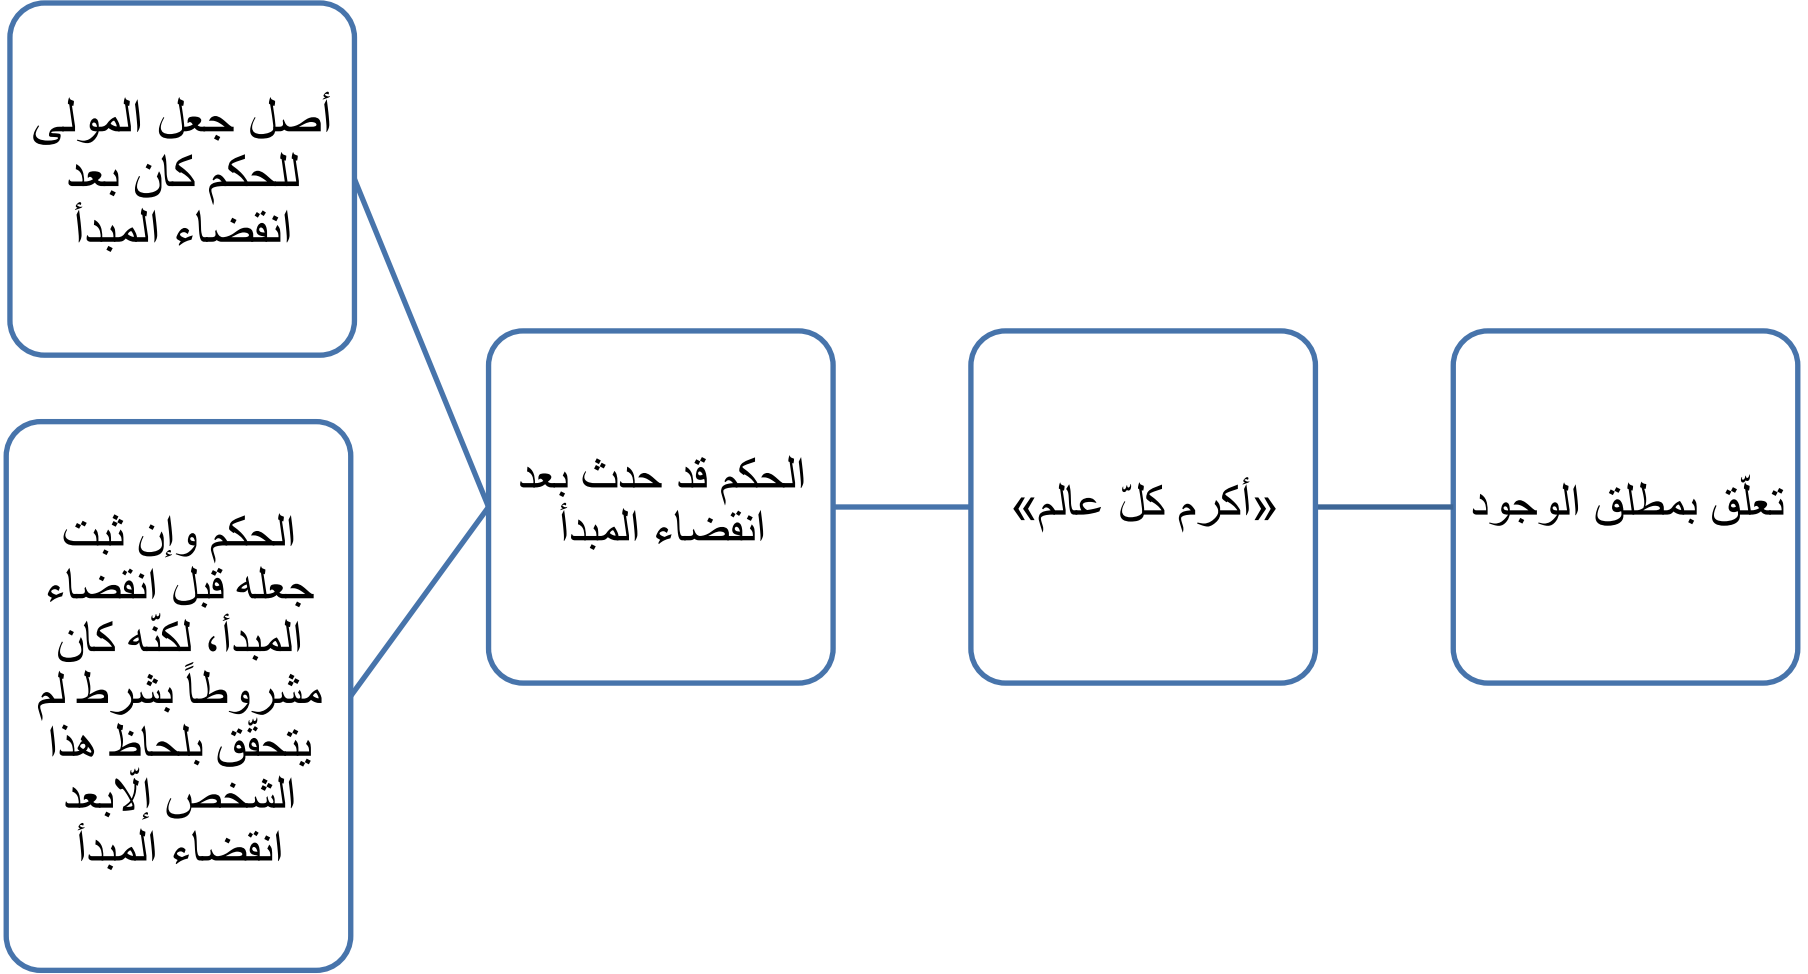 تعلّق بمطلق الوجود
«أكرم كلّ عالم»
الحكم قد حدث بعد
انقضاء المبدأ
أصل جعل المولى
للحكم كان بعد
انقضاء المبدأ
الحكم وإن ثبت
جعله قبل انقضاء
المبدأ، لكنّه كان
مشروطاً بشرط لم
يتحقّق بلحاظ هذا
الشخص إلّابعد
انقضاء المبدأ